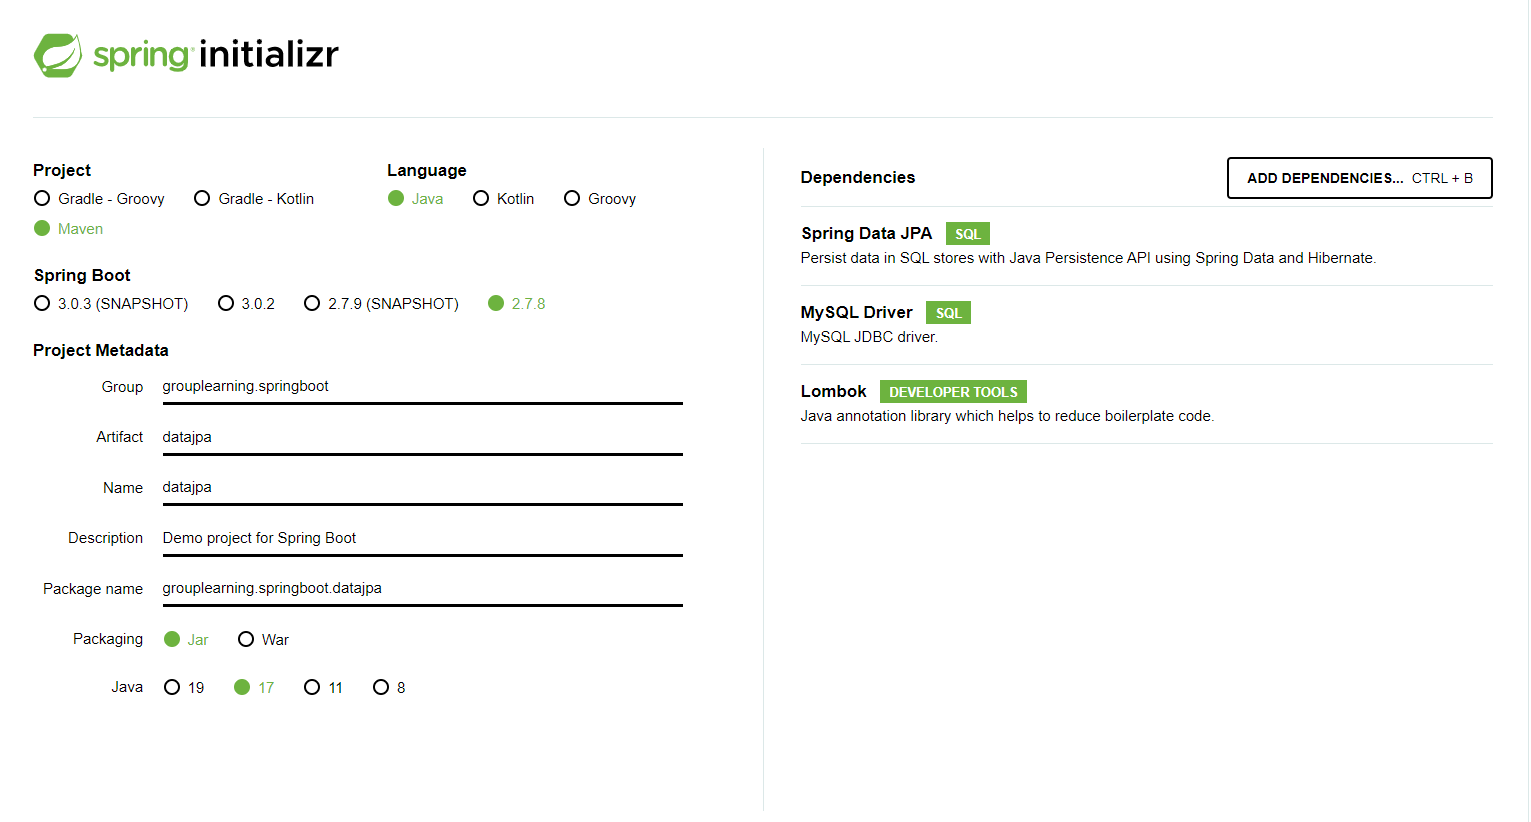 spring initializr
Project
Gradle - Groovy
Gradle - Kotlin
Maven
Language
Java
Kotlin
Groovy
Spring Boot
3.0.3 (SNAPSHOT)
3.0.2
2.7.9 (SNAPSHOT)
2.7.8
Project Metadata
Group grouplearning.springboot
Artifact datajpa
Name datajpa
Description Demo project for Spring Boot
Package name grouplearning.springboot.datajpa
Packaging Jar War
Java 19 17 11 8
Dependencies
ADD DEPENDENCIES... CTRL + B
Spring Data JPA SQL
Persist data in SQL stores with Java Persistence API using Spring Data and Hibernate.
MySQL Driver SQL
MySQL JDBC driver.
Lombok DEVELOPER TOOLS
Java annotation library which helps to reduce boilerplate code.